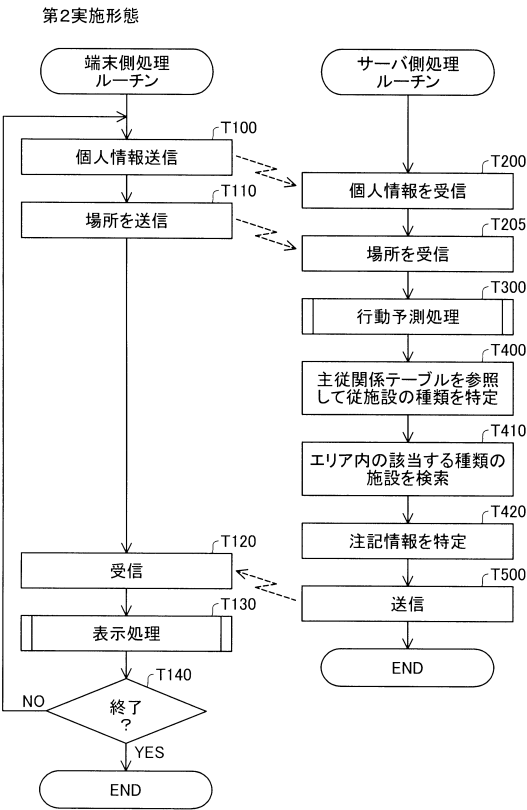 第2実施形態
端末側処理
ルーチン
T100
個人情報送信
T110
場所を送信
T120
受信
T130
表示処理
T140
終了
?
NO
YES
END
サーバ側処理
ルーチン
T200
個人情報を受信
T205
場所を受信
T300
行動予測処理
T400
主従関係テーブルを参照
して従施設の種類を特定
T410
エリア内の該当する種類の
施設を検索
T420
注記情報を特定
T500
送信
END